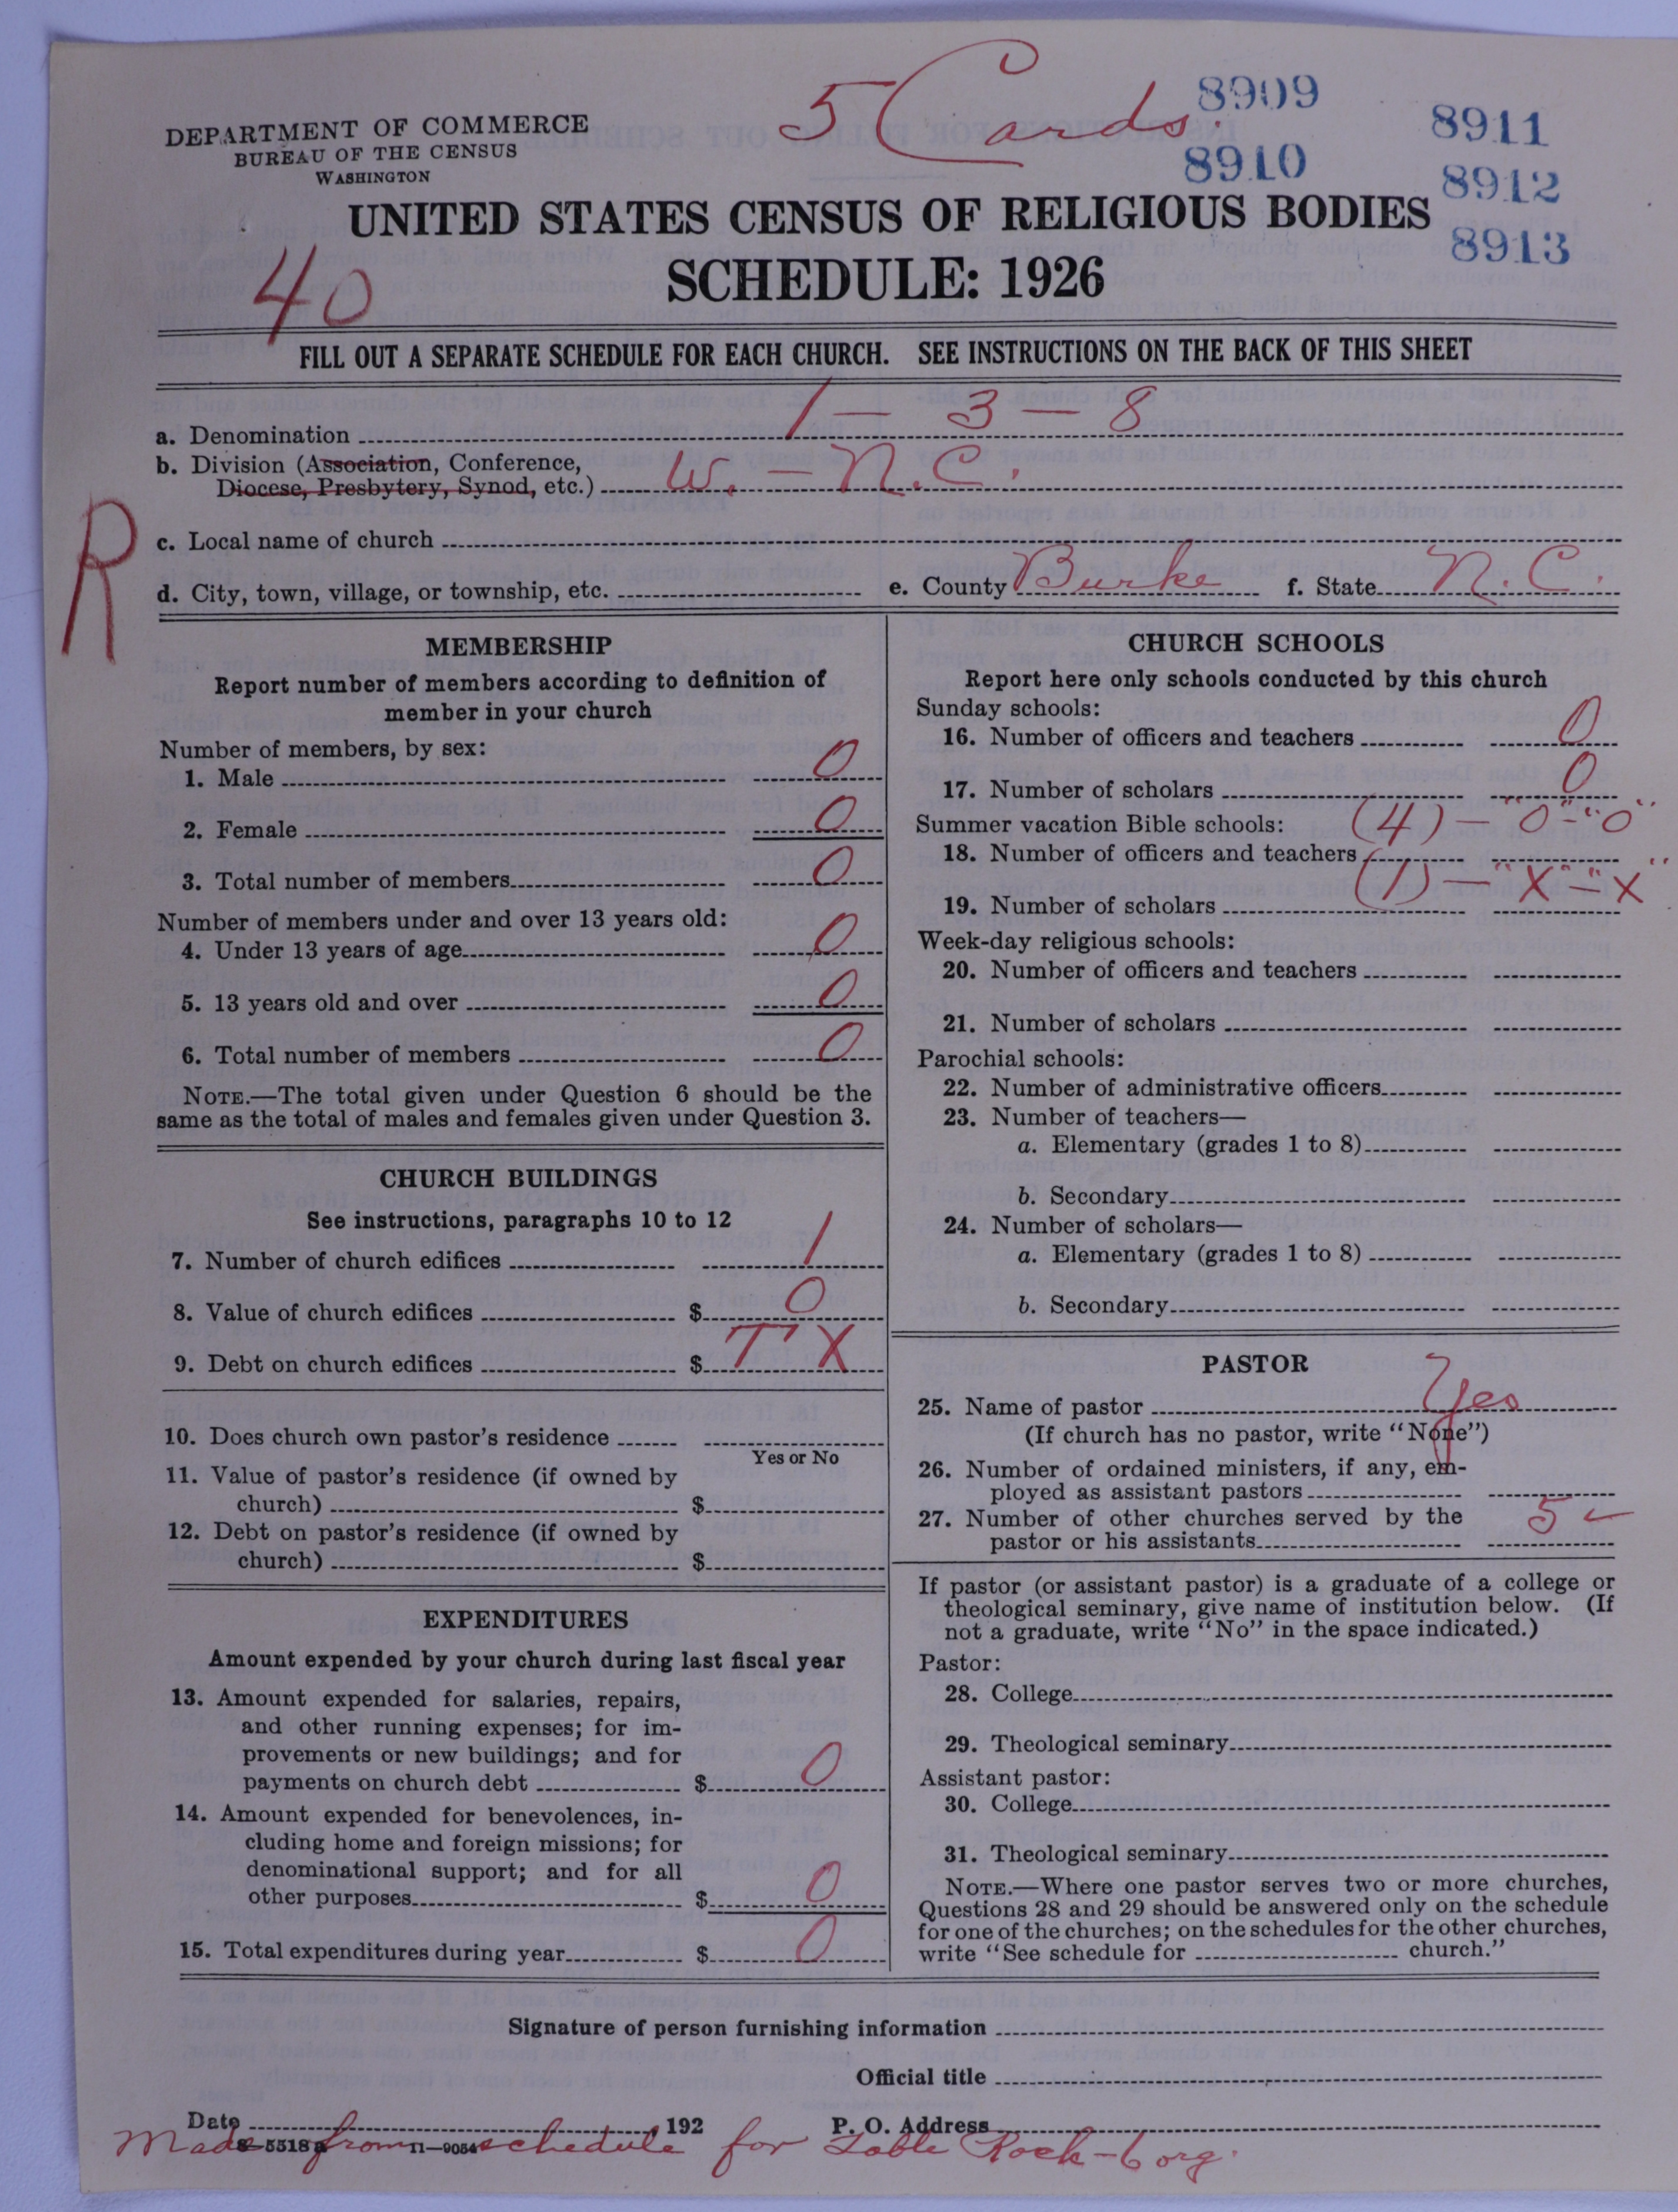 5 Cards.
8909
8910
8911
8912
8913
DEPARTMENT OF COMMERCE
BUREAU OF THE CENSUS
WASHINGTON
UNITED STATES CENSUS OF RELIGIOUS BODIES
40
SCHEDULE: 1926
FILL OUT A SEPARATE SCHEDULE FOR EACH CHURCH. SEE INSTRUCTIONS ON THE BACK OF THIS SHEET
a. Denomination 1 — 3 — 8
b. Division (Association, Conference,
Diocese, Presbytery, Synod, etc.) W. — N.C.
R
c. Local name of church
d. City, town, village, or township, etc. e. County Burke f. State N.C.
MEMBERSHIP
Report number of members according to definition of
member in your church
Number of members, by sex:
1. Male 0
2. Female 0
3. Total number of members 0
Number of members under and over 13 years old:
4. Under 13 years of age 0
5. 13 years old and over 0
6. Total number of members 0
NOTE.—The total given under Question 6 should be the
same as the total of males and females given under Question 3.
CHURCH BUILDINGS
See instructions, paragraphs 10 to 12
7. Number of church edifices 1
8. Value of church edifices $ 0
9. Debt on church edifices $ T X
10. Does church own pastor's residence
Yes or No
11. Value of pastor's residence (if owned by
church) $
12. Debt on pastor's residence (if owned by
church) $
EXPENDITURES
Amount expended by your church during last fiscal year
13. Amount expended for salaries, repairs,
and other running expenses; for im-
provements or new buildings; and for
payments on church debt $ 0
14. Amount expended for benevolences, in-
cluding home and foreign missions; for
denominational support; and for all
other purposes $ 0
15. Total expenditures during year $ 0
CHURCH SCHOOLS
Report here only schools conducted by this church
Sunday schools:
16. Number of officers and teachers 0
17. Number of scholars 0
Summer vacation Bible schools: (4) — "0"-"0"
18. Number of officers and teachers (1) — "X"-"X"
19. Number of scholars
Week-day religious schools:
20. Number of officers and teachers
21. Number of scholars
Parochial schools:
22. Number of administrative officers
23. Number of teachers—
a. Elementary (grades 1 to 8)
b. Secondary
24. Number of scholars—
a. Elementary (grades 1 to 8)
b. Secondary
PASTOR
25. Name of pastor Yes
(If church has no pastor, write "None")
26. Number of ordained ministers, if any, em-
ployed as assistant pastors
27. Number of other churches served by the 5
pastor or his assistants
If pastor (or assistant pastor) is a graduate of a college or
theological seminary, give name of institution below. (If
not a graduate, write "No" in the space indicated.)
Pastor:
28. College
29. Theological seminary
Assistant pastor:
30. College
31. Theological seminary
NOTE.—Where one pastor serves two or more churches,
Questions 28 and 29 should be answered only on the schedule
for one of the churches; on the schedules for the other churches,
write "See schedule for church."
Signature of person furnishing information
Official title
Date , 192 P. O. Address
8-5518 a 11—9054
Made from schedule for Table Rock - 6 org.